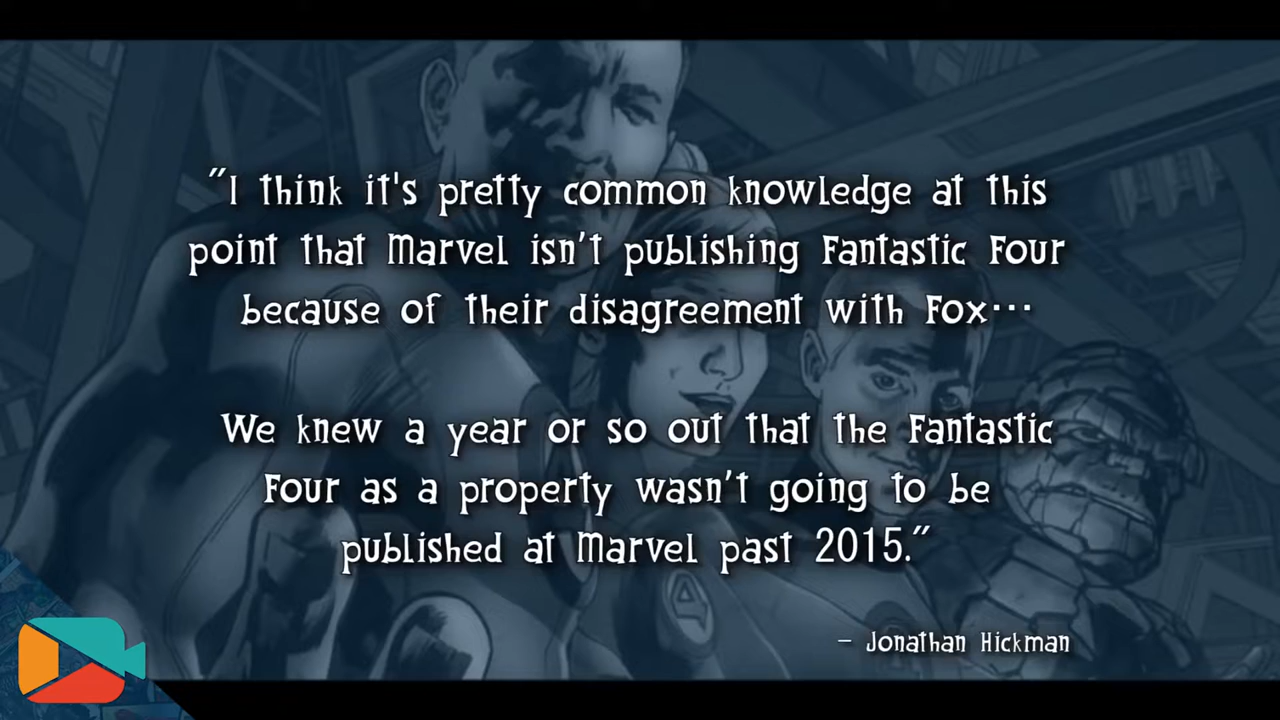 "I think it's pretty common knowledge at this
point that Marvel isn't publishing Fantastic Four
because of their disagreement with Fox...
We knew a year or so out that the Fantastic
Four as a property wasn't going to be
published at Marvel past 2015."
- Jonathan Hickman